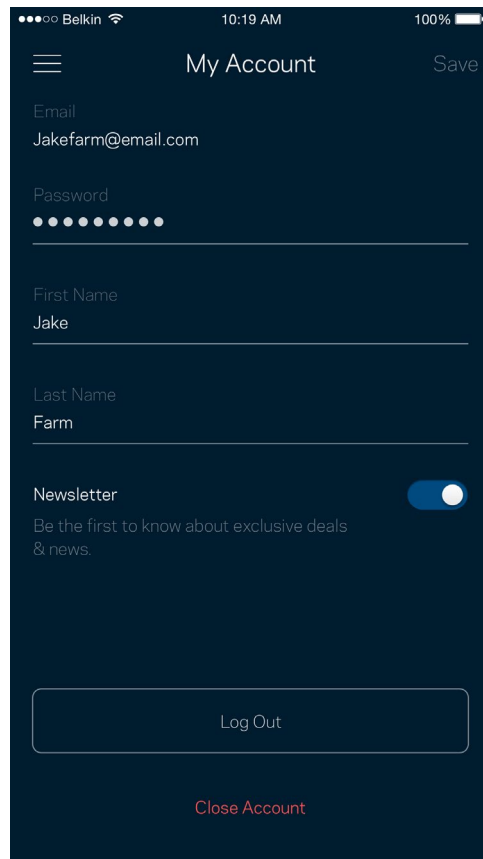 Belkin 10:19 AM 100%
My Account Save
Email
Jakefarm@email.com
Password
●●●●●●●●●
First Name
Jake
Last Name
Farm
Newsletter
Be the first to know about exclusive deals
& news.
Log Out
Close Account